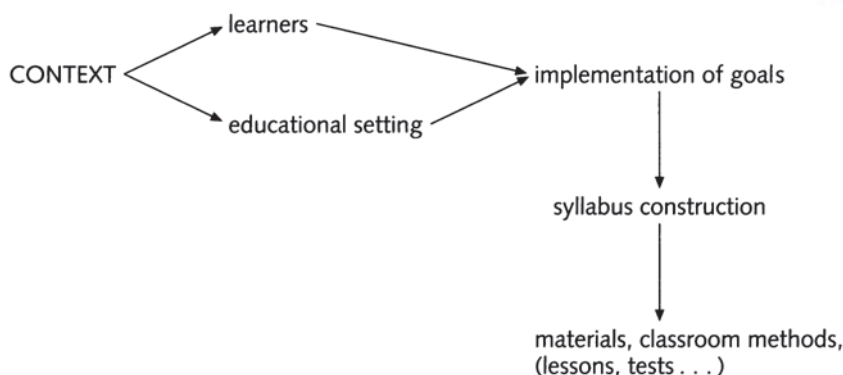 learners
CONTEXT
implementation of goals
educational setting
syllabus construction
materials, classroom methods,
(lessons, tests . . .)